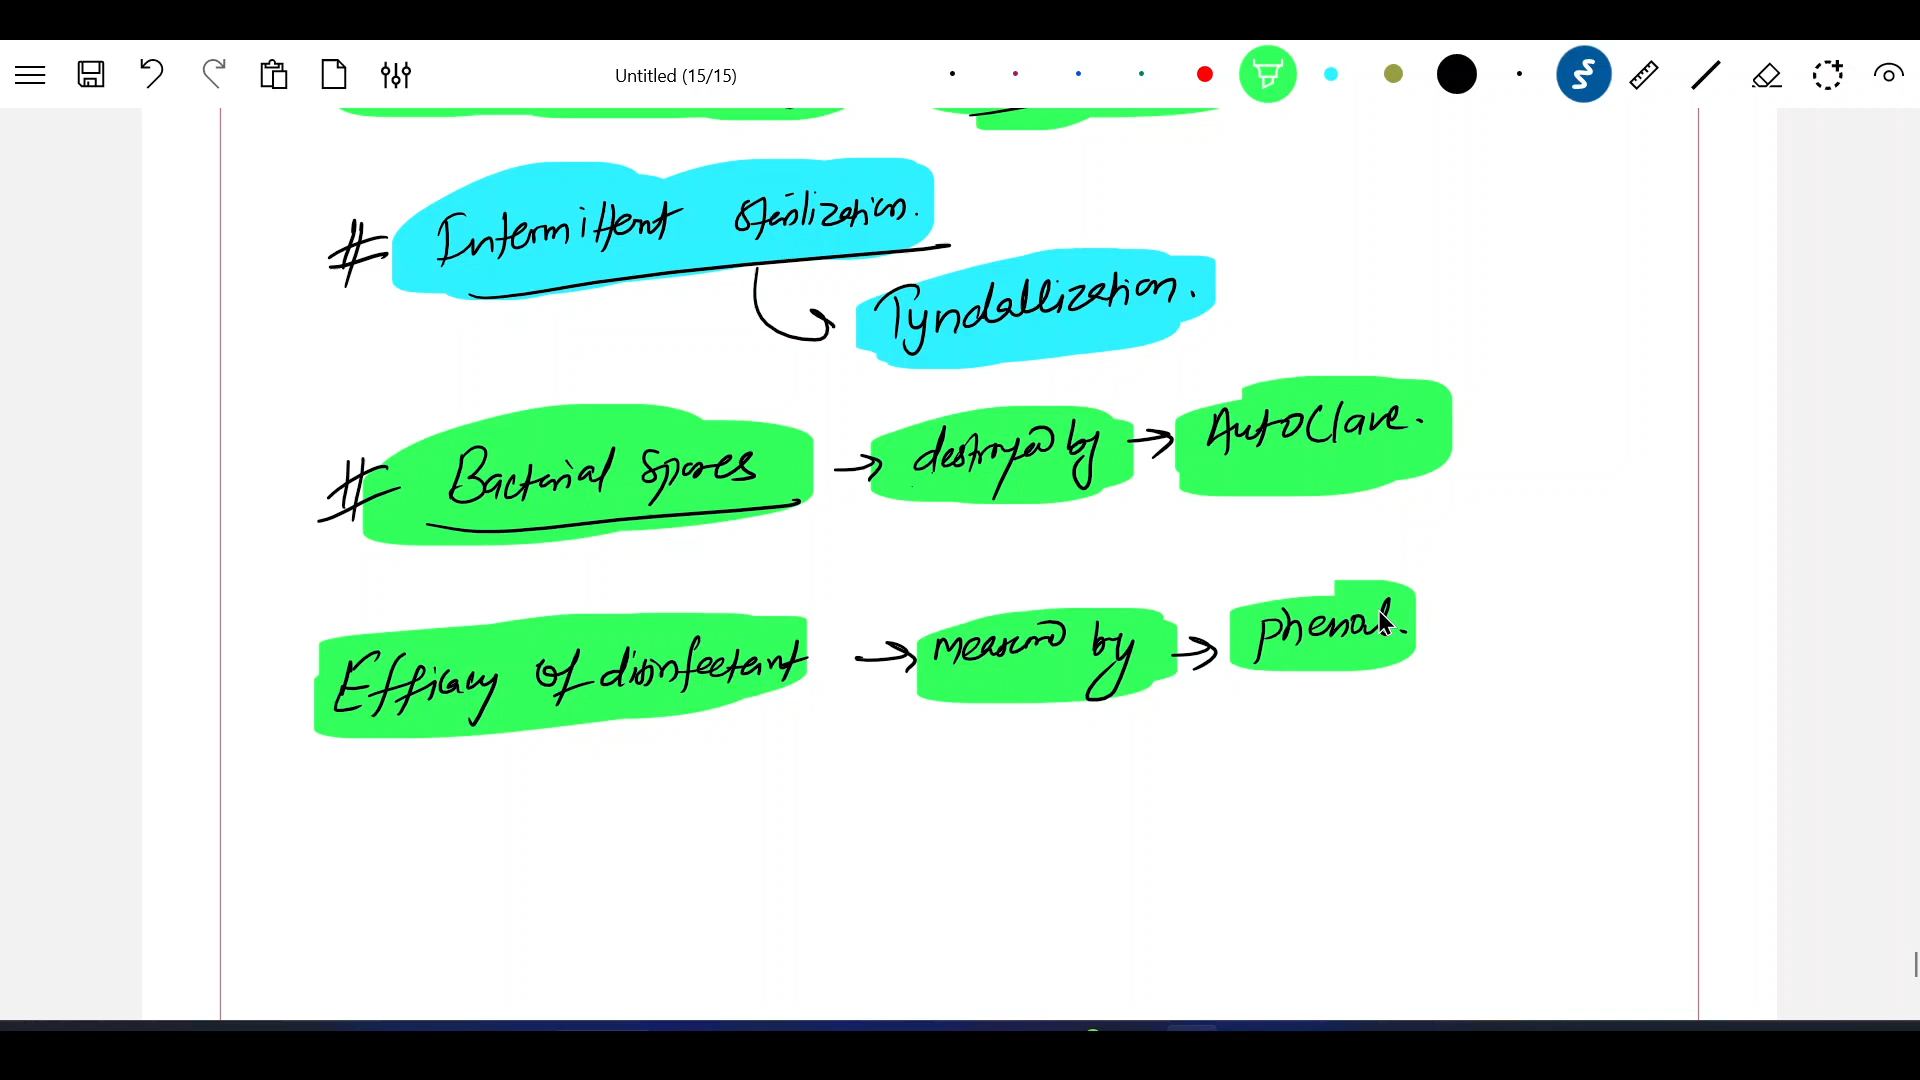 Untitled (15/15)
# Intermittent sterilization.
Tyndallization.
# Bacterial spores → destroyed by → Autoclave.
Efficacy of disinfectant → measured by → phenol.